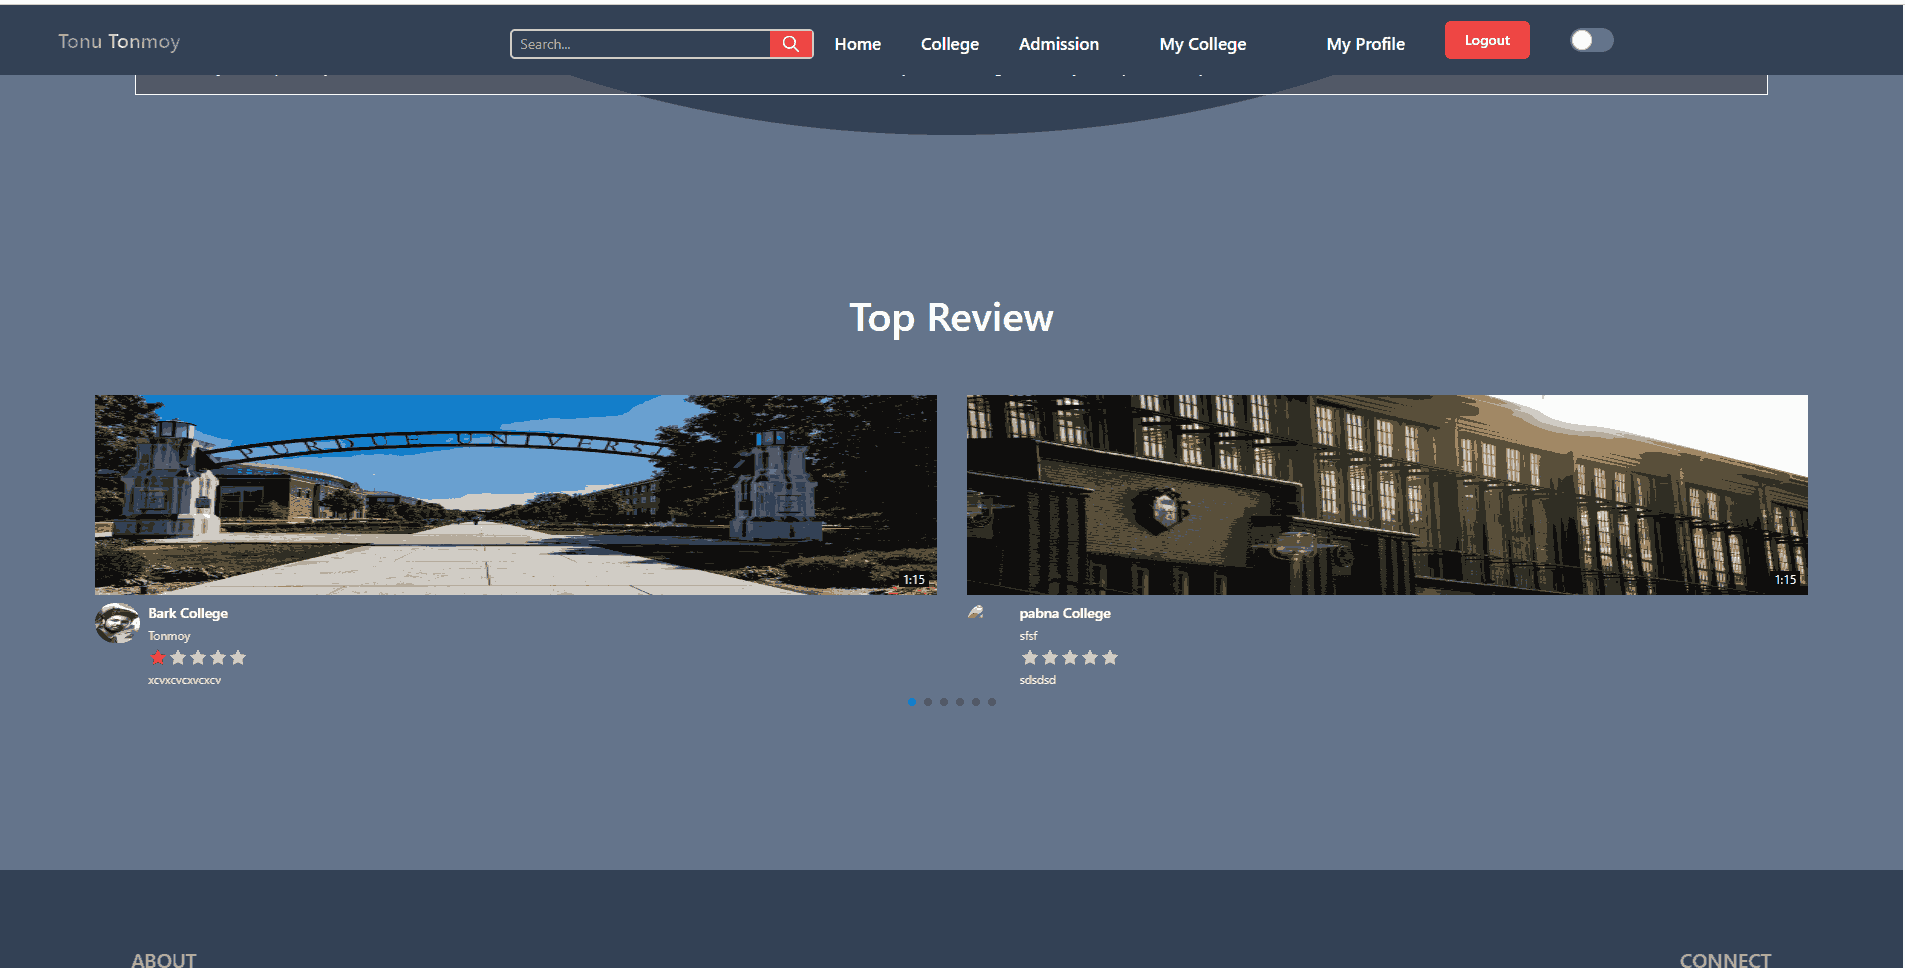 Tonu Tonmoy
Search...
Home
College
Admission
My College
My Profile
Logout
Top Review
PURDUE UNIVERSI
1:15
1:15
Bark College
Tonmoy
xcvxcvcxvcxcv
pabna College
sfsf
sdsdsd
ABOUT
CONNECT